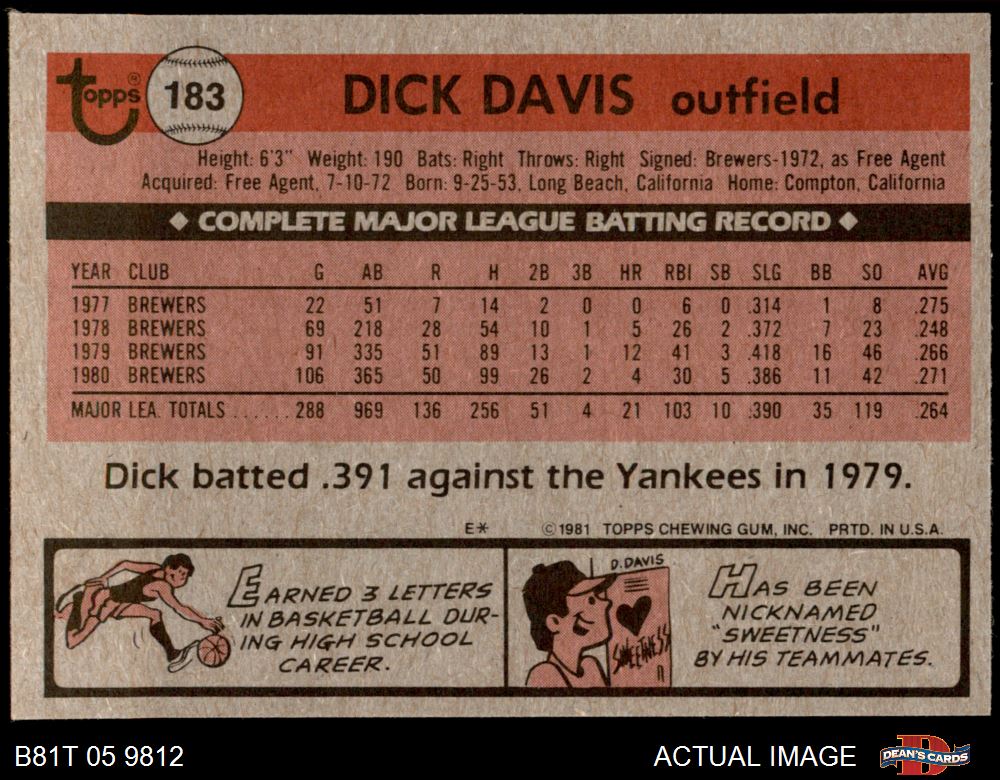 Topps® 183 DICK DAVIS outfield
Height: 6'3" Weight: 190 Bats: Right Throws: Right Signed: Brewers-1972, as Free Agent
Acquired: Free Agent, 7-10-72 Born: 9-25-53, Long Beach, California Home: Compton, California
◆ COMPLETE MAJOR LEAGUE BATTING RECORD ◆
YEAR CLUB G AB R H 2B 3B HR RBI SB SLG BB SO AVG
1977 BREWERS 22 51 7 14 2 0 0 6 0 .314 1 8 .275
1978 BREWERS 69 218 28 54 10 1 5 26 2 .372 7 23 .248
1979 BREWERS 91 335 51 89 13 1 12 41 3 .418 16 46 .266
1980 BREWERS 106 365 50 99 26 2 4 30 5 .386 11 42 .271
MAJOR LEA. TOTALS ......288 969 136 256 51 4 21 103 10 .390 35 119 .264
Dick batted .391 against the Yankees in 1979.
E* ©1981 TOPPS CHEWING GUM, INC. PRTD. IN U.S.A.
EARNED 3 LETTERS
IN BASKETBALL DUR-
ING HIGH SCHOOL
CAREER.
D. DAVIS
SWEETNESS
HAS BEEN
NICKNAMED
"SWEETNESS"
BY HIS TEAMMATES.
B81T 05 9812 ACTUAL IMAGE DEAN'S CARDS